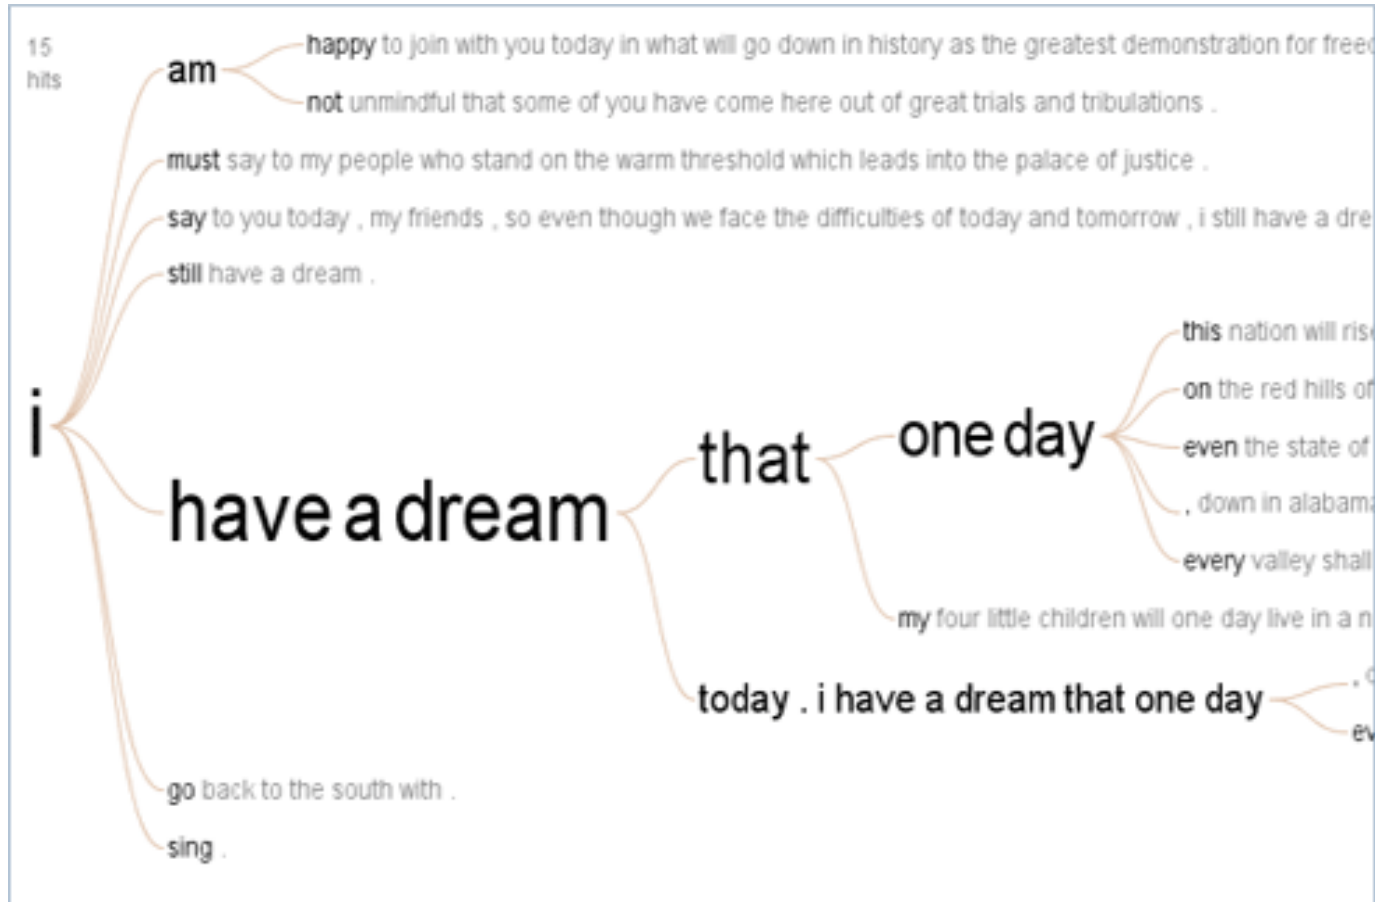 15
hits
i
am
happy to join with you today in what will go down in history as the greatest demonstration for
not unmindful that some of you have come here out of great trials and tribulations .
must say to my people who stand on the warm threshold which leads into the palace of justice .
say to you today , my friends , so even though we face the difficulties of today and tomorrow , i still have a
still have a dream .
have a dream
that
one day
this nation will
on the red hills of
even the state of
, down in
every valley shall
my four little children will one day live in a
today . i have a dream that one day
,
go back to the south with .
sing .